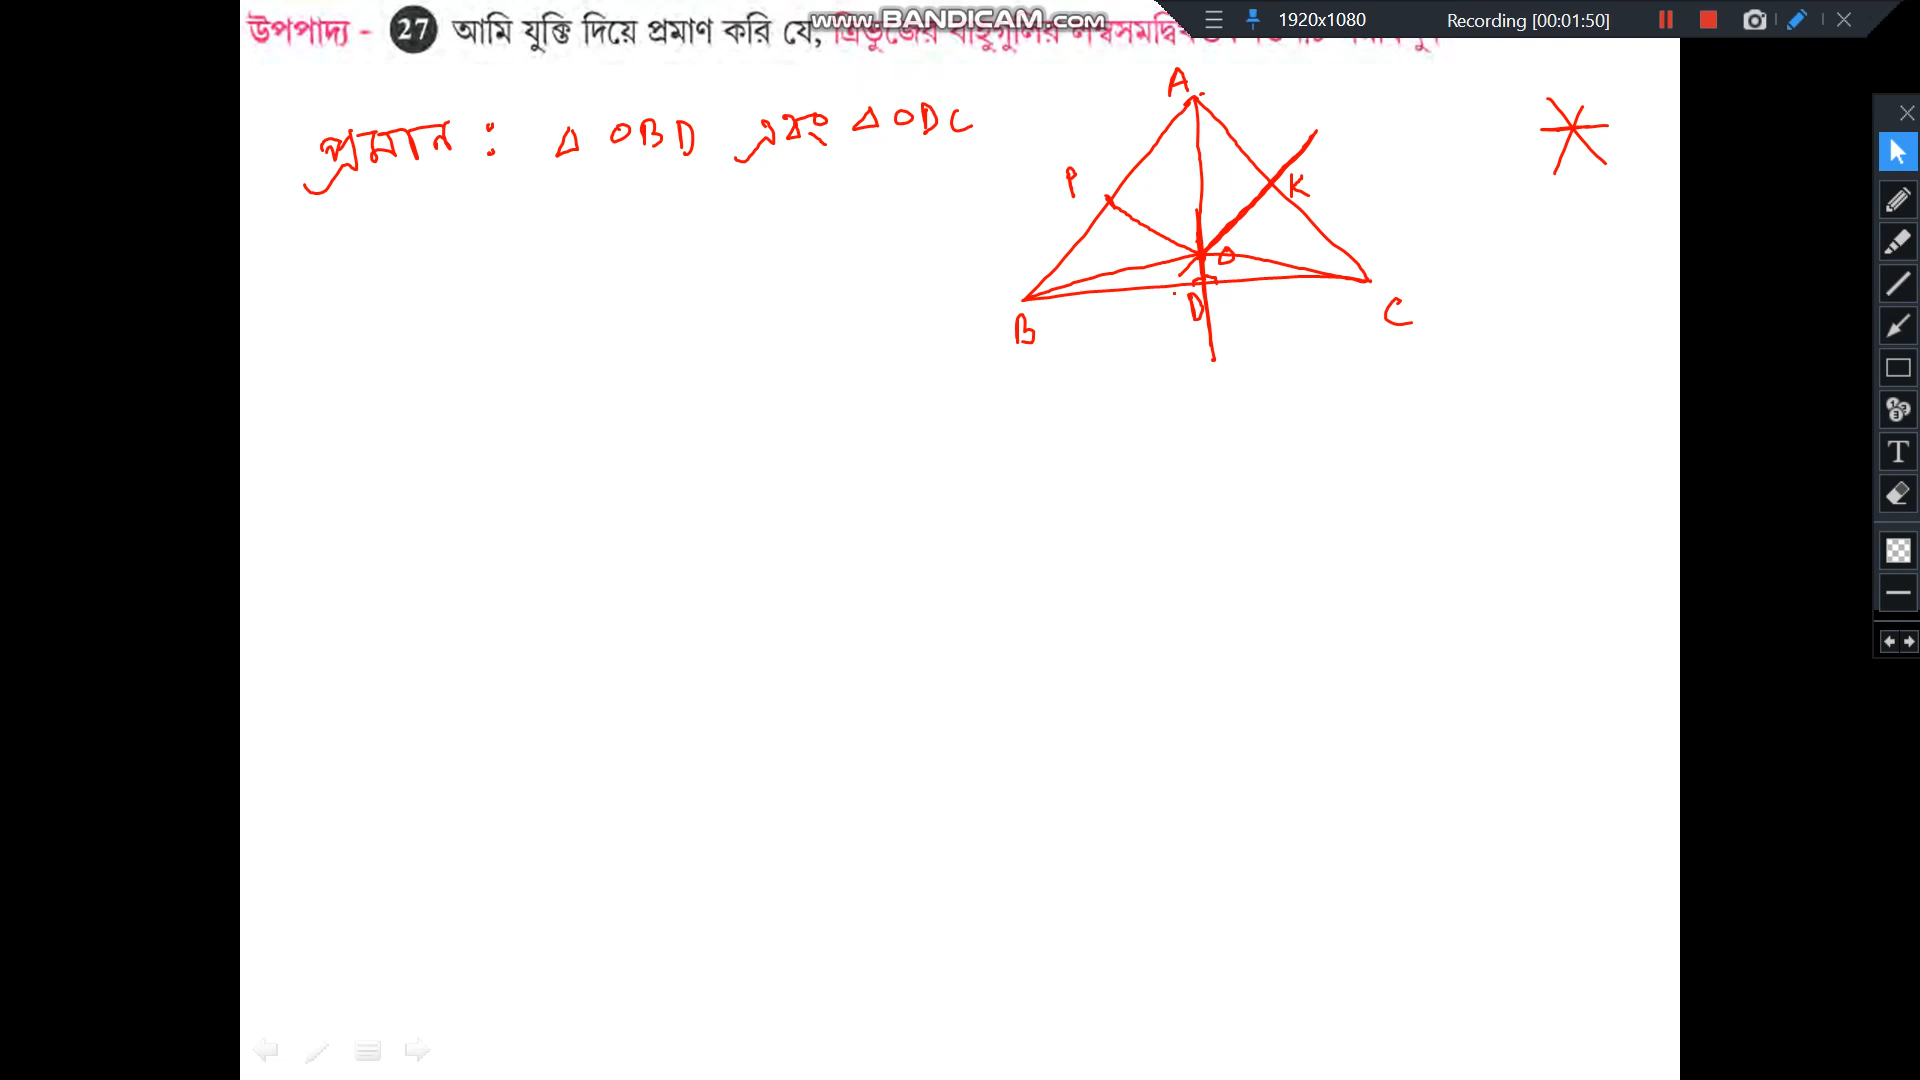 উপপাদ্য - 27 আমি যুক্তি দিয়ে প্রমাণ করি যে, ত্রিভুজের বাহুগুলির
www.BANDICAM.com
1920x1080 Recording [00:01:50]
প্রমান : Δ OBD এবং Δ ODC
A
P
K
O
D
B
C
T